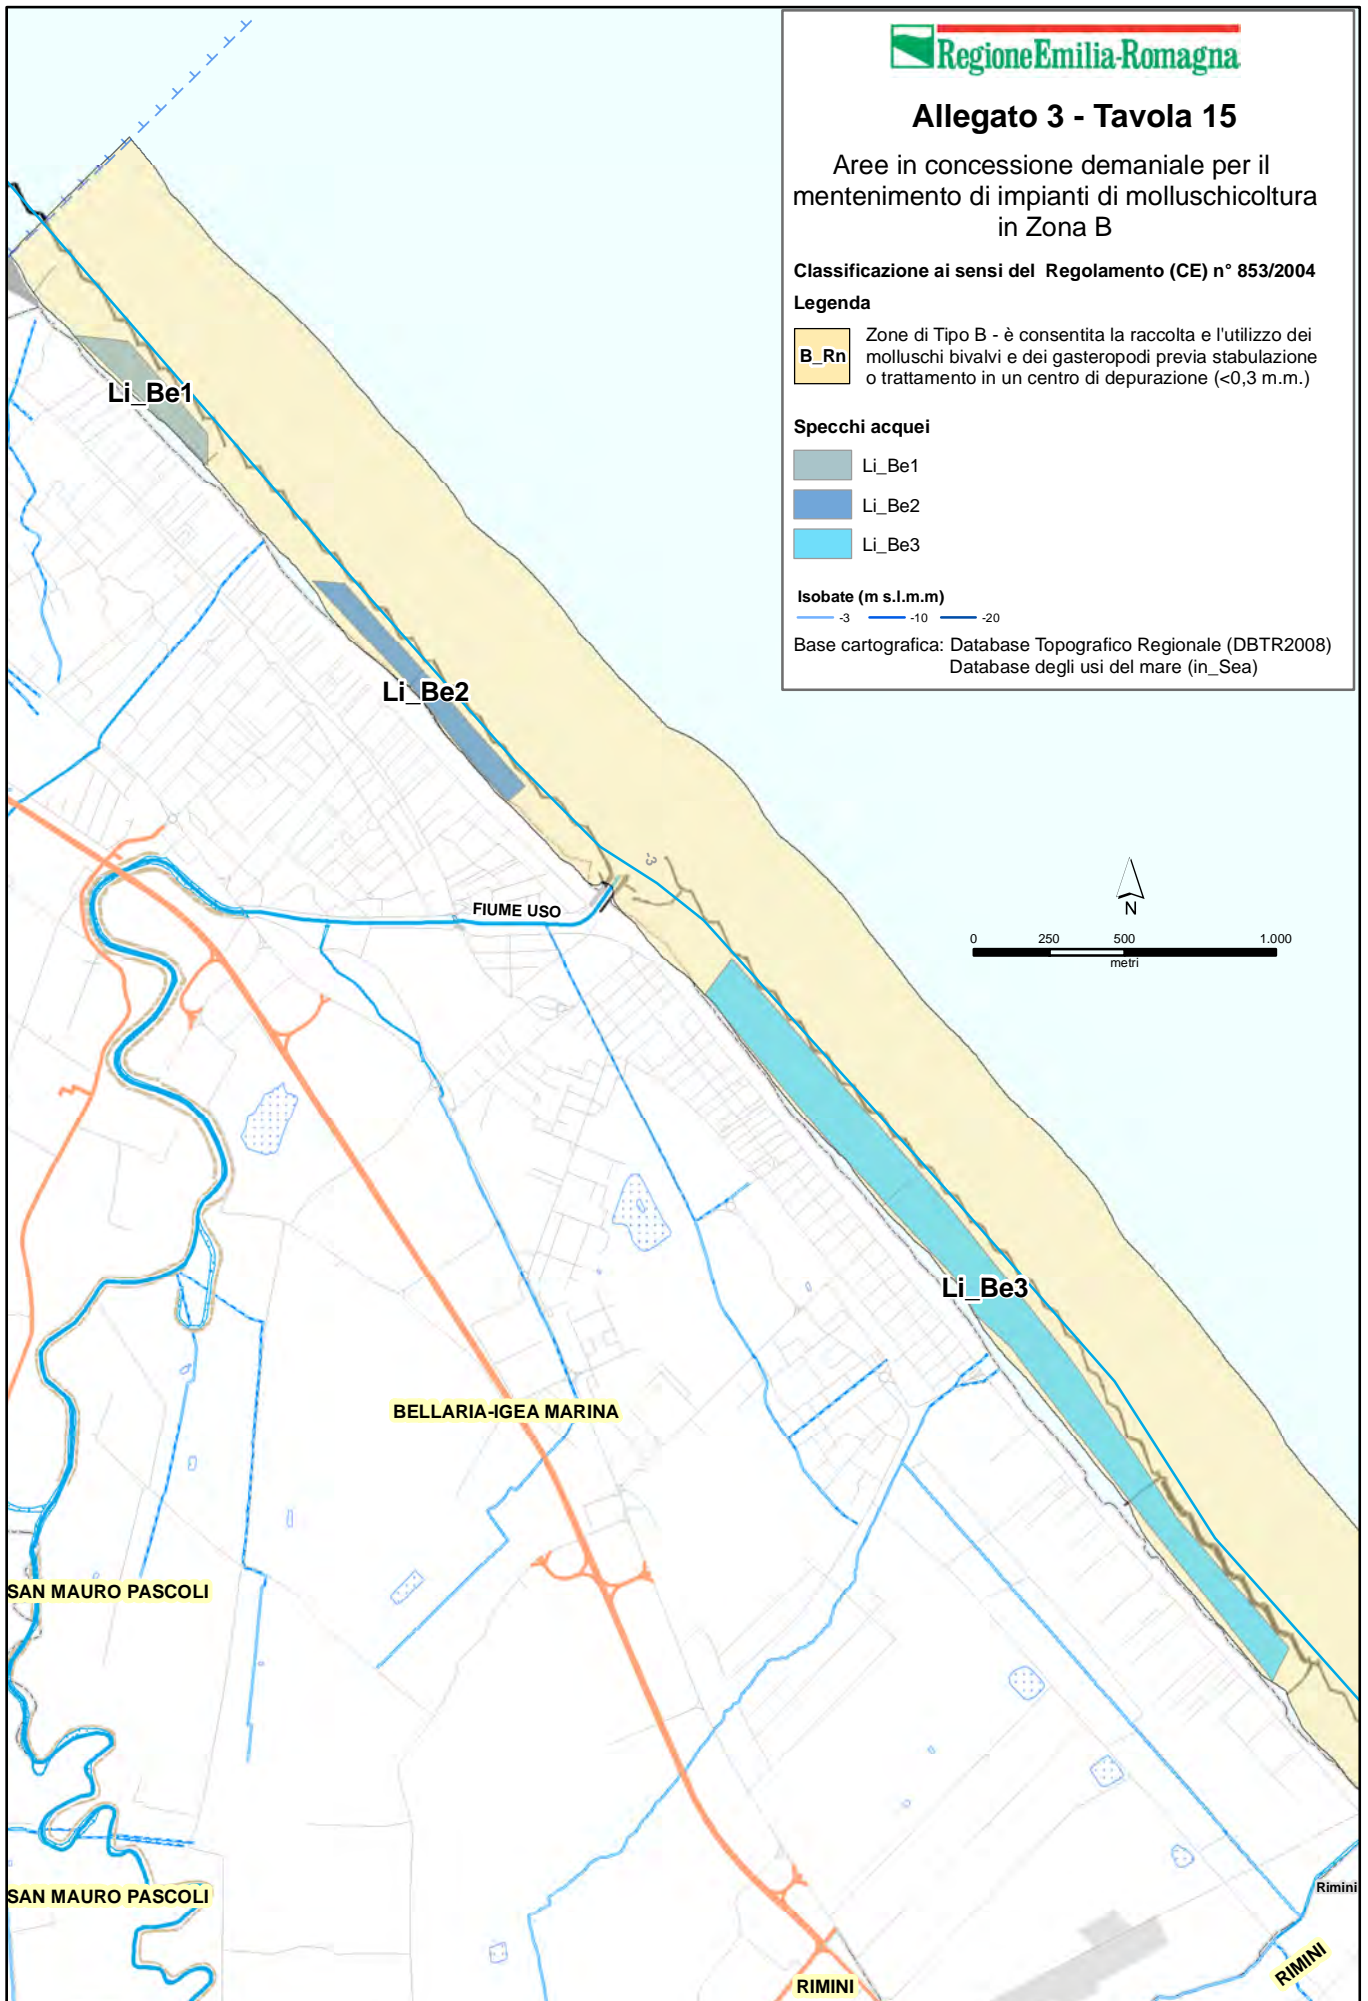 RegioneEmilia-Romagna
Allegato 3 - Tavola 15
Aree in concessione demaniale per il
mentenimento di impianti di molluschicoltura
in Zona B
Classificazione ai sensi del Regolamento (CE) n° 853/2004
Legenda
B_Rn
Zone di Tipo B - è consentita la raccolta e l'utilizzo dei
molluschi bivalvi e dei gasteropodi previa stabulazione
o trattamento in un centro di depurazione (<0,3 m.m.)
Specchi acquei
Li_Be1
Li_Be2
Li_Be3
Isobate (m s.l.m.m)
-3 -10 -20
Base cartografica: Database Topografico Regionale (DBTR2008)
Database degli usi del mare (in_Sea)
Li_Be1
Li_Be2
-3
N
0 250 500 1.000
metri
FIUME USO
Li_Be3
BELLARIA-IGEA MARINA
SAN MAURO PASCOLI
SAN MAURO PASCOLI
Rimini
RIMINI
RIMINI